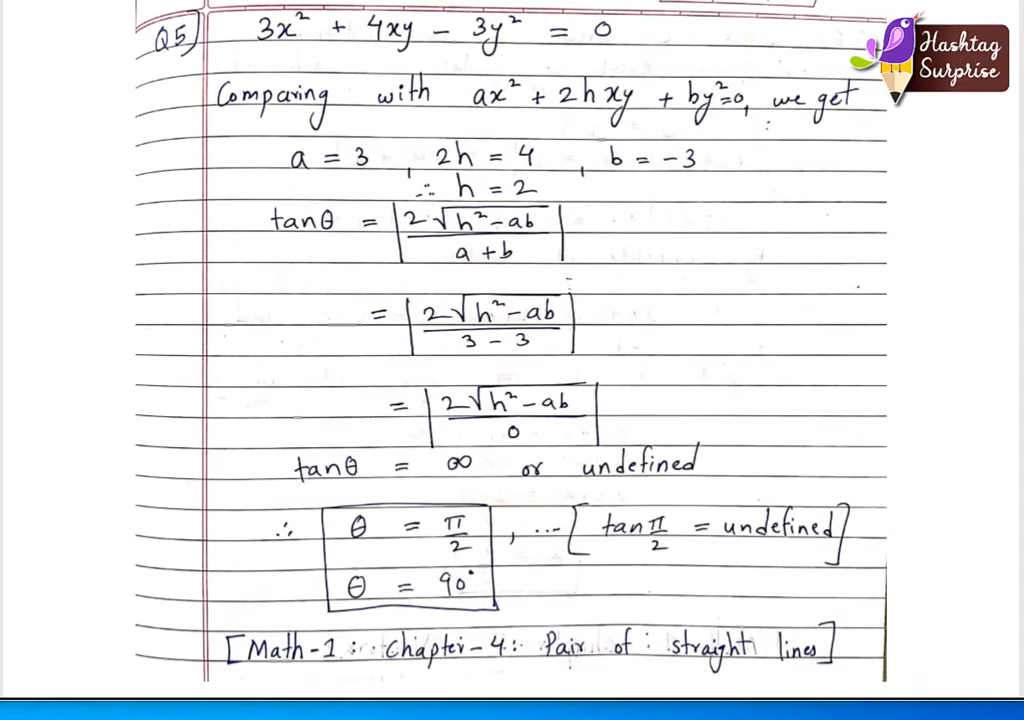 Q5] 3x² + 4xy - 3y² = 0
Hashtag
Surprise
Comparing with ax² + 2hxy + by²=0, we get
a = 3 , 2h = 4 , b = -3
∴ h = 2
tanθ = |2√h²-ab / a+b|
= |2√h²-ab / 3 - 3|
= |2√h²-ab / 0|
tanθ = ∞ or undefined
∴ θ = π/2 , ... [tan π/2 = undefined]
θ = 90°
[Math-1 : Chapter-4 : Pair of straight lines]